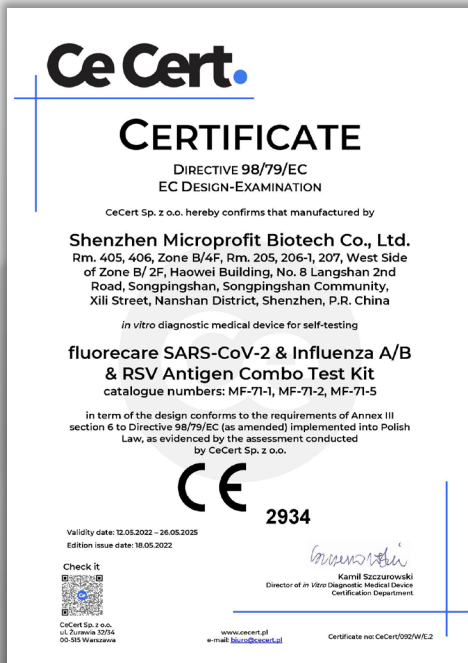 Ce Cert.
CERTIFICATE
DIRECTIVE 98/79/EC
EC DESIGN-EXAMINATION
CeCert Sp. z o.o. hereby confirms that manufactured by
Shenzhen Microprofit Biotech Co., Ltd.
Rm. 405, 406, Zone B/4F, Rm. 205, 206-1, 207, West Side
of Zone B/ 2F, Haowei Building, No. 8 Langshan 2nd
Road, Songpingshan, Songpingshan Community,
Xili Street, Nanshan District, Shenzhen, P.R. China
in vitro diagnostic medical device for self-testing
fluorecare SARS-CoV-2 & Influenza A/B
& RSV Antigen Combo Test Kit
catalogue numbers: MF-71-1, MF-71-2, MF-71-5
in term of the design conforms to the requirements of Annex III
section 6 to Directive 98/79/EC (as amended) implemented into Polish
Law, as evidenced by the assessment conducted
by CeCert Sp. z o.o.
CE
2934
Validity date: 12.05.2022 – 26.05.2025
Edition issue date: 18.05.2022
Check it
Kamil Szczurowski
Director of in Vitro Diagnostic Medical Device
Certification Department
CeCert Sp. z o.o.
ul. Żurawia 32/34
00-515 Warszawa
www.cecert.pl
e-mail: biuro@cecert.pl
Certificate no: CeCert/092/W/E.2